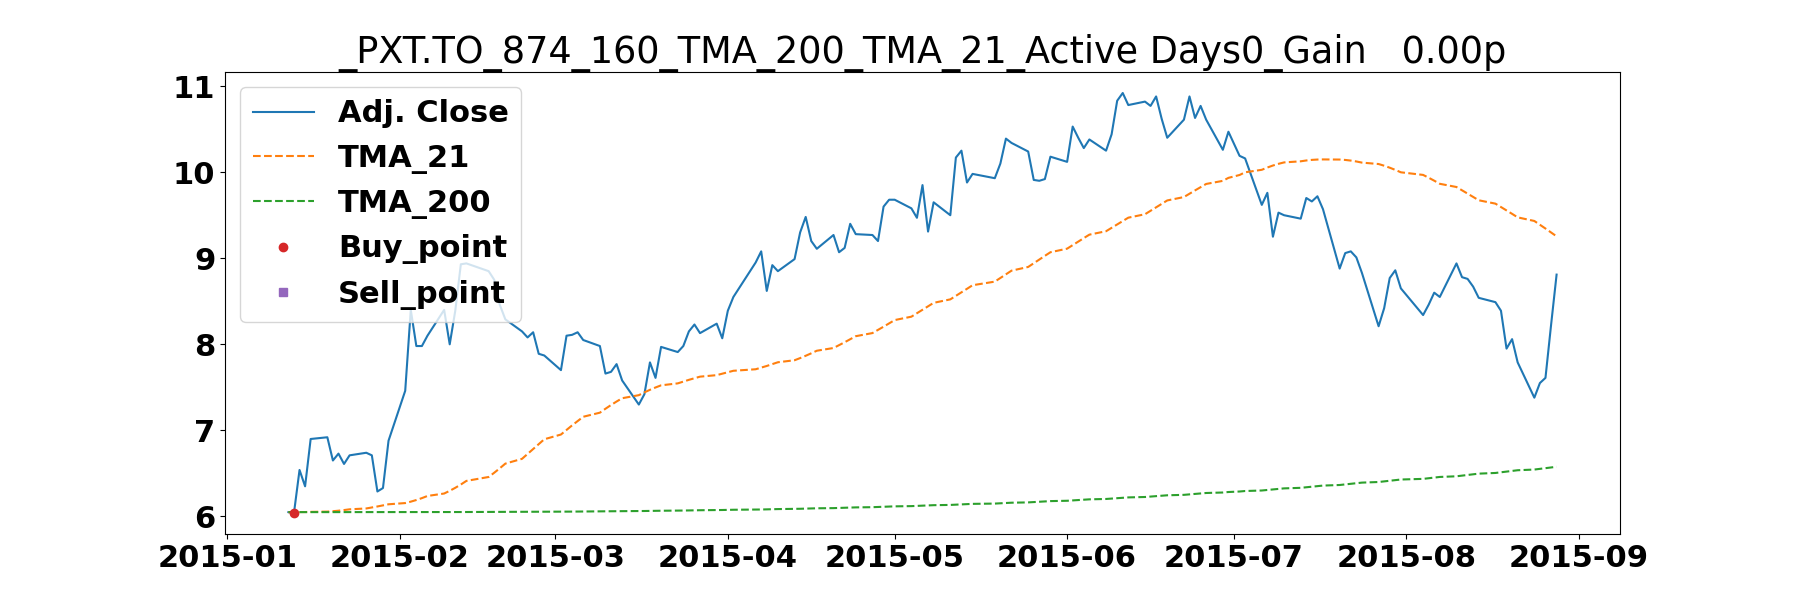 _PXT.TO_874_160_TMA_200_TMA_21_Active Days0_Gain   0.00p
11
10
9
8
7
6
Adj. Close
TMA_21
TMA_200
Buy_point
Sell_point
2015-01 2015-02 2015-03 2015-04 2015-05 2015-06 2015-07 2015-08 2015-09